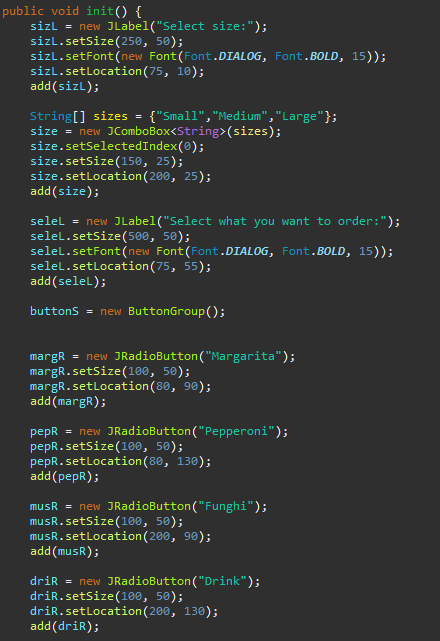 public void init() {
    sizL = new JLabel("Select size:");
    sizL.setSize(250, 50);
    sizL.setFont(new Font(Font.DIALOG, Font.BOLD, 15));
    sizL.setLocation(75, 10);
    add(sizL);

    String[] sizes = {"Small","Medium","Large"};
    size = new JComboBox<String>(sizes);
    size.setSelectedIndex(0);
    size.setSize(150, 25);
    size.setLocation(200, 25);
    add(size);

    seleL = new JLabel("Select what you want to order:");
    seleL.setSize(500, 50);
    seleL.setFont(new Font(Font.DIALOG, Font.BOLD, 15));
    seleL.setLocation(75, 55);
    add(seleL);

    buttonS = new ButtonGroup();


    margR = new JRadioButton("Margarita");
    margR.setSize(100, 50);
    margR.setLocation(80, 90);
    add(margR);

    pepR = new JRadioButton("Pepperoni");
    pepR.setSize(100, 50);
    pepR.setLocation(80, 130);
    add(pepR);

    musR = new JRadioButton("Funghi");
    musR.setSize(100, 50);
    musR.setLocation(200, 90);
    add(musR);

    driR = new JRadioButton("Drink");
    driR.setSize(100, 50);
    driR.setLocation(200, 130);
    add(driR);